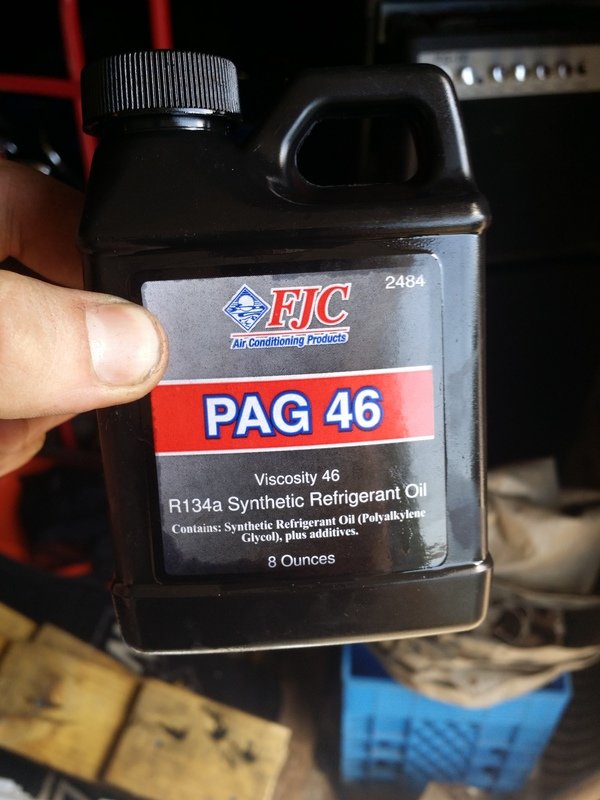 2484
FJC
Air Conditioning Products
PAG 46
Viscosity 46
R134a Synthetic Refrigerant Oil
Contains: Synthetic Refrigerant Oil (Polyalkylene
Glycol), plus additives.
8 Ounces